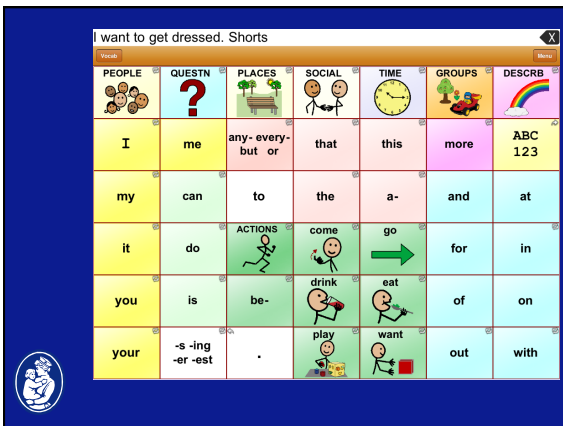 I want to get dressed. Shorts
X
Vocab
Menu
PEOPLE QUESTN PLACES SOCIAL TIME GROUPS DESCRB
?
I me any- every- that this more ABC
but or 123
my can to the a- and at
it do ACTIONS come go for in
you is be- drink eat of on
your -s -ing . play want out with
-er -est